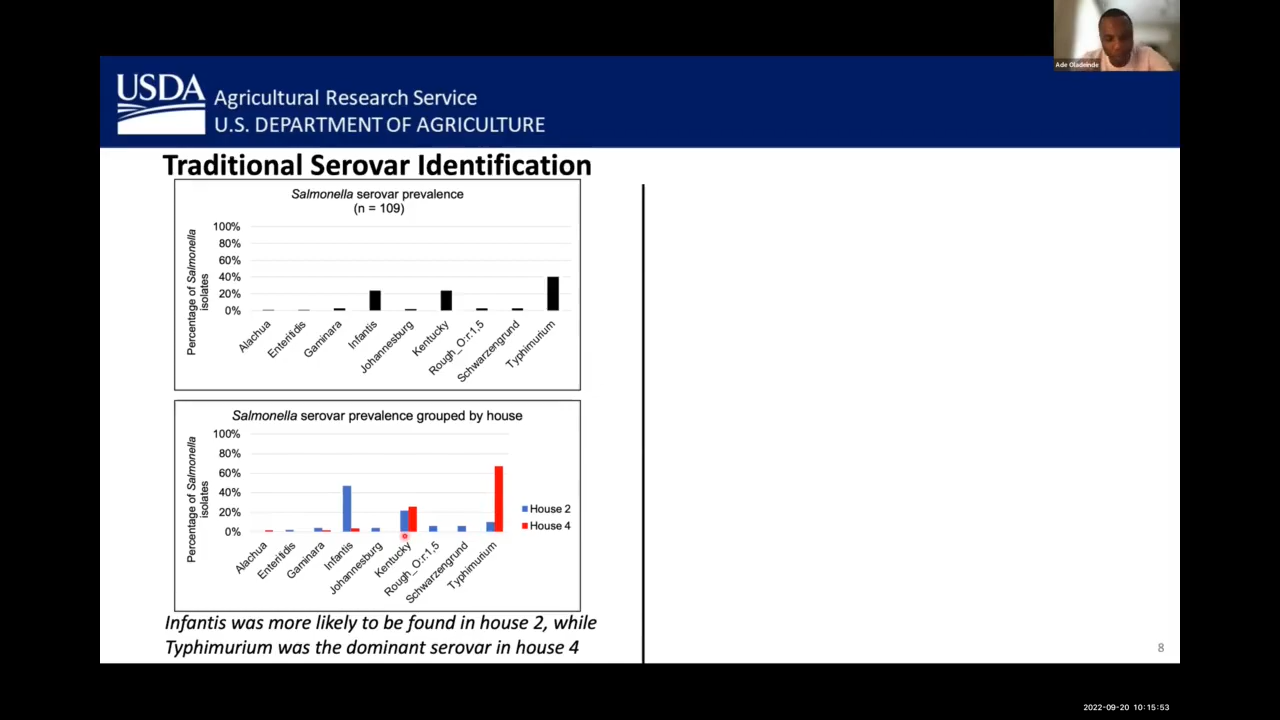 Ade Oladeinde
USDA
Agricultural Research Service
U.S. DEPARTMENT OF AGRICULTURE
Traditional Serovar Identification
Salmonella serovar prevalence
(n = 109)
Percentage of Salmonella
isolates
100%
80%
60%
40%
20%
0%
Alachua
Enteritidis
Gaminara
Infantis
Johannesburg
Kentucky
Rough_O:r:1,5
Schwarzengrund
Typhimurium
Salmonella serovar prevalence grouped by house
Percentage of Salmonella
isolates
100%
80%
60%
40%
20%
0%
Alachua
Enteritidis
Gaminara
Infantis
Johannesburg
Kentucky
Rough_O:r:1,5
Schwarzengrund
Typhimurium
House 2
House 4
Infantis was more likely to be found in house 2, while
Typhimurium was the dominant serovar in house 4
8
2022-09-20 10:15:53